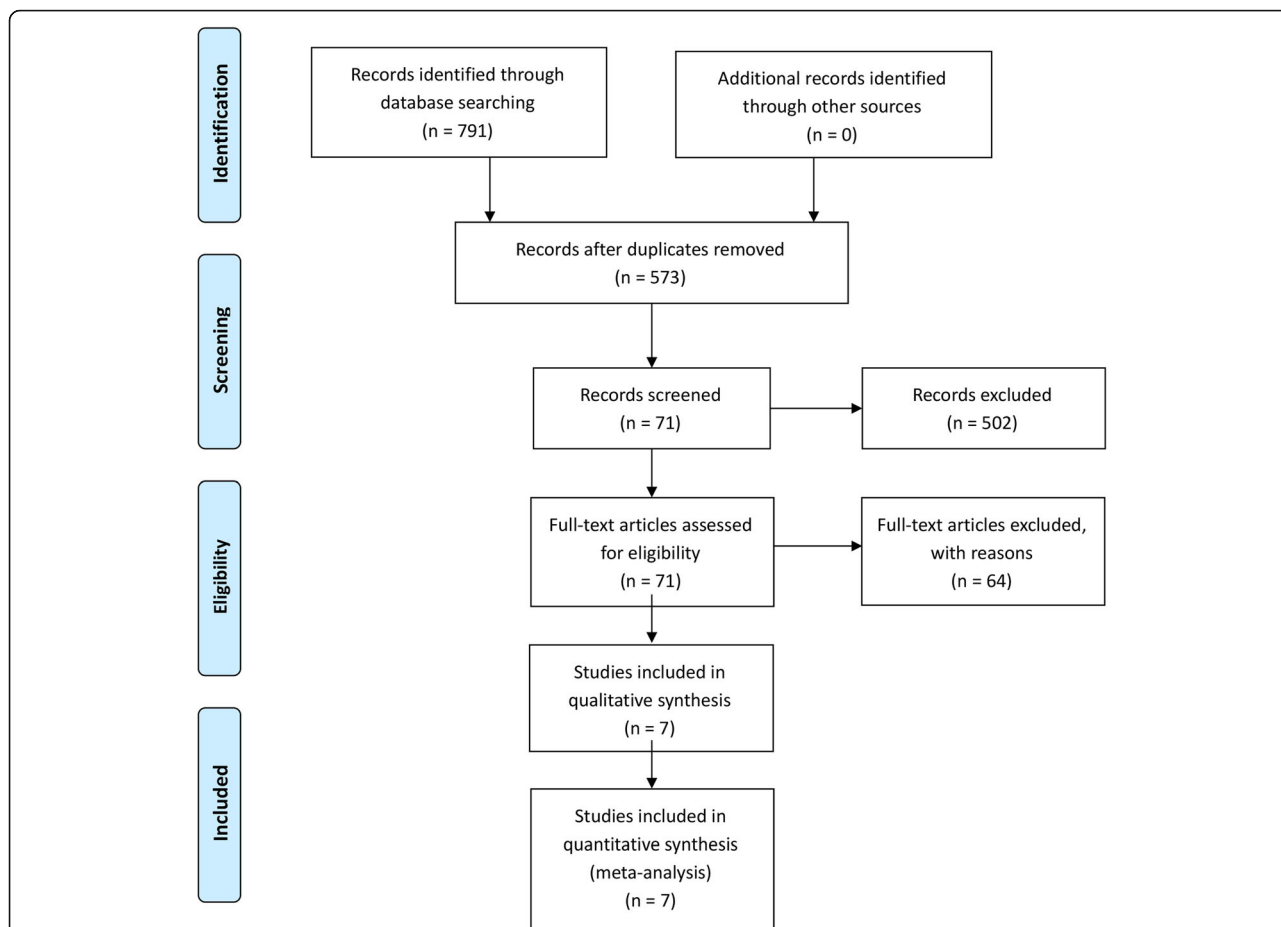 Identification
Records identified through
database searching
(n = 791)
Additional records identified
through other sources
(n = 0)
Records after duplicates removed
(n = 573)
Screening
Records screened
(n = 71)
Records excluded
(n = 502)
Eligibility
Full-text articles assessed
for eligibility
(n = 71)
Full-text articles excluded,
with reasons
(n = 64)
Studies included in
qualitative synthesis
(n = 7)
Included
Studies included in
quantitative synthesis
(meta-analysis)
(n = 7)